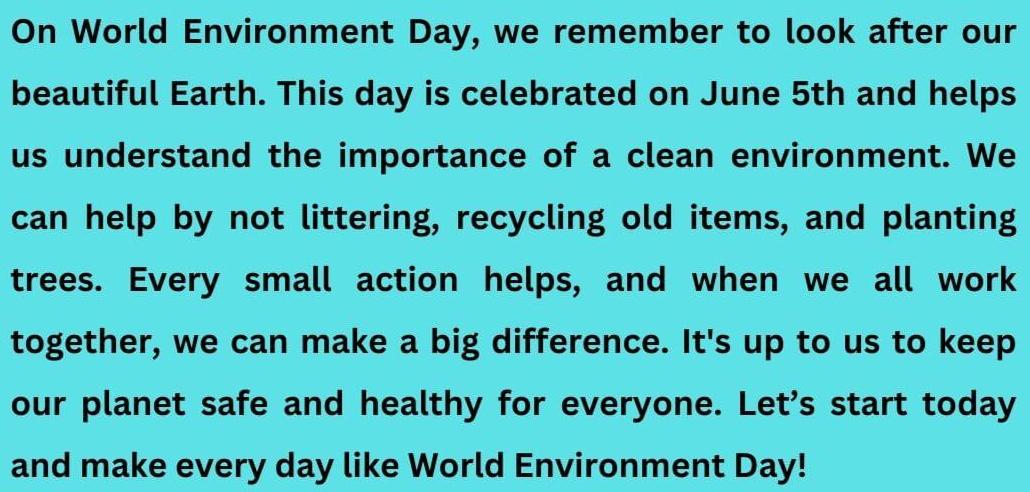 On World Environment Day, we remember to look after our
beautiful Earth. This day is celebrated on June 5th and helps
us understand the importance of a clean environment. We
can help by not littering, recycling old items, and planting
trees. Every small action helps, and when we all work
together, we can make a big difference. It's up to us to keep
our planet safe and healthy for everyone. Let’s start today
and make every day like World Environment Day!